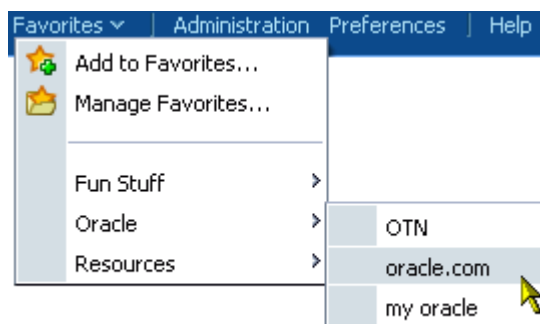 Favorites | Administration Preferences | Help
Add to Favorites...
Manage Favorites...
Fun Stuff
Oracle
Resources
OTN
oracle.com
my oracle